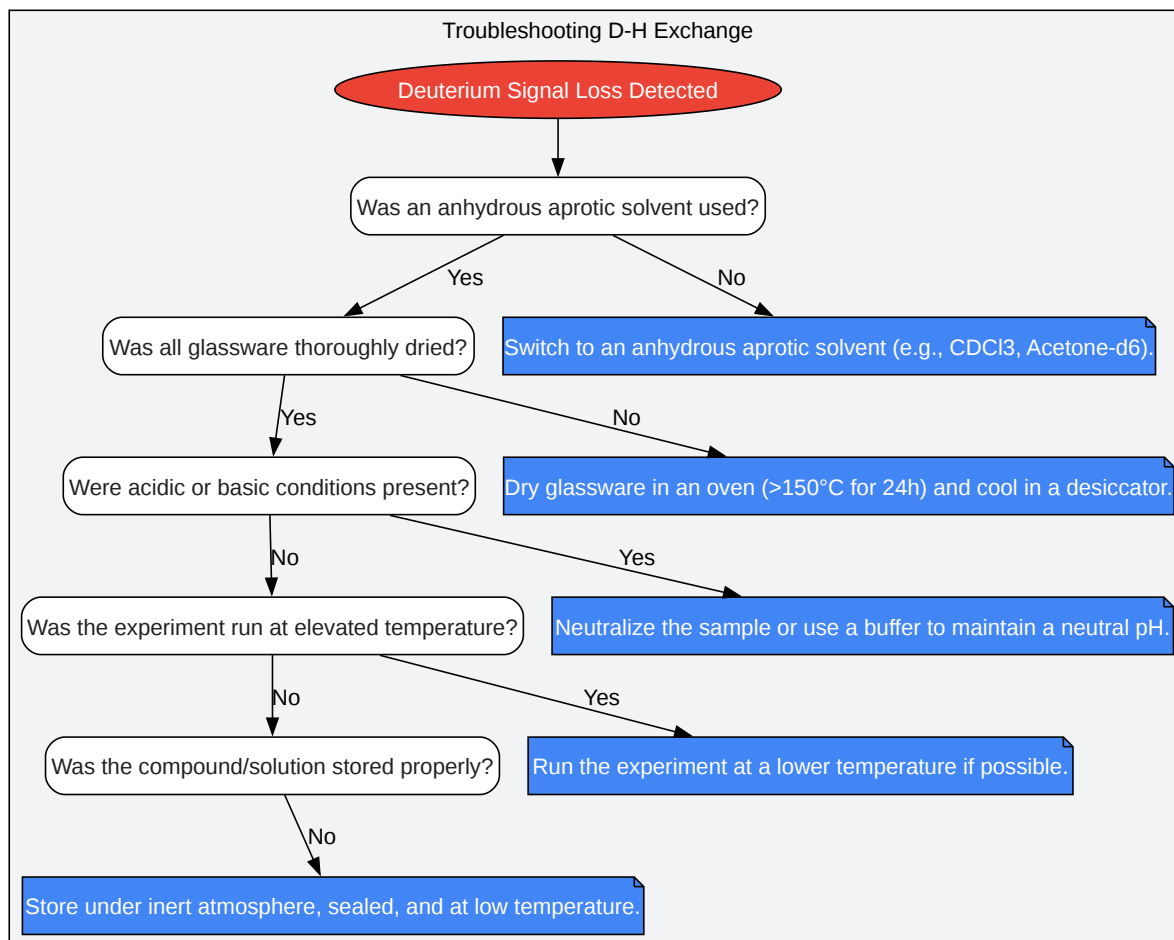 Troubleshooting D-H Exchange
Deuterium Signal Loss Detected
Was an anhydrous aprotic solvent used?
Yes
No
Was all glassware thoroughly dried?
Switch to an anhydrous aprotic solvent (e.g., CDCl3, Acetone-d6).
Yes
No
Were acidic or basic conditions present?
Dry glassware in an oven (>150°C for 24h) and cool in a desiccator.
No
Yes
Was the experiment run at elevated temperature?
Neutralize the sample or use a buffer to maintain a neutral pH.
No
Yes
Was the compound/solution stored properly?
Run the experiment at a lower temperature if possible.
No
Store under inert atmosphere, sealed, and at low temperature.